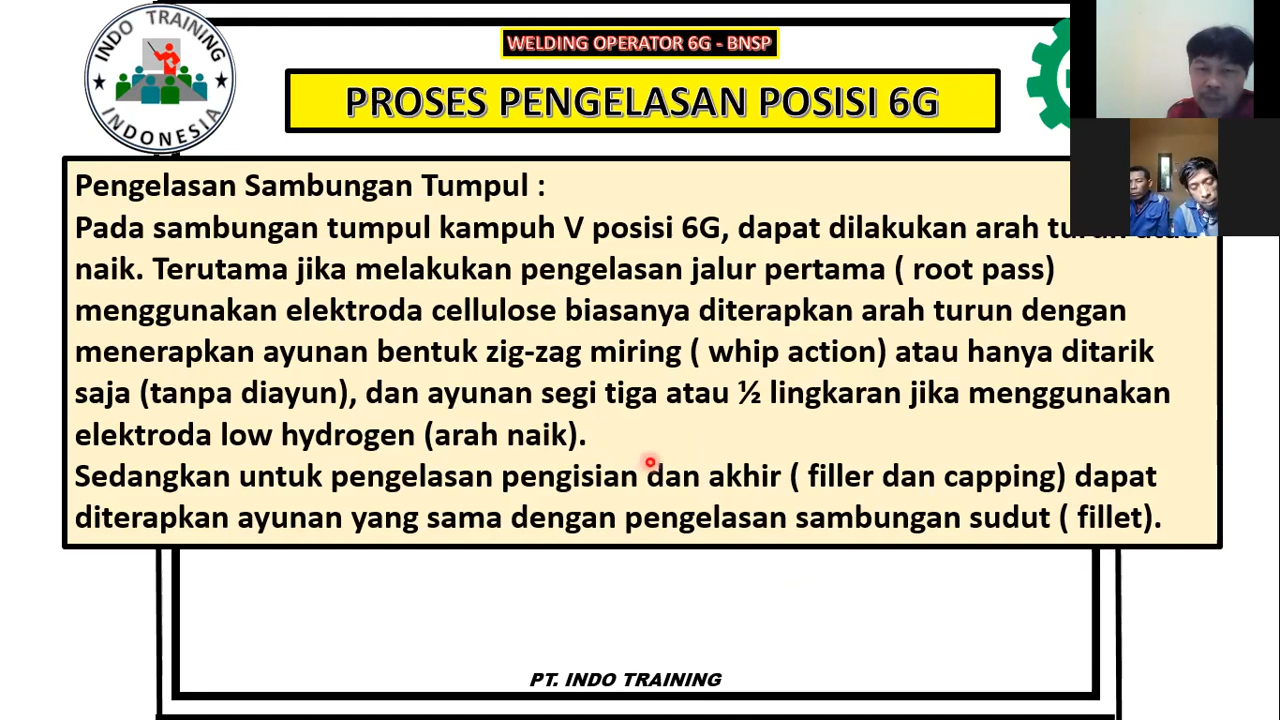 INDO TRAINING
INDONESIA
WELDING OPERATOR 6G - BNSP
PROSES PENGELASAN POSISI 6G
Pengelasan Sambungan Tumpul :
Pada sambungan tumpul kampuh V posisi 6G, dapat dilakukan arah
naik. Terutama jika melakukan pengelasan jalur pertama ( root pass)
menggunakan elektroda cellulose biasanya diterapkan arah turun dengan
menerapkan ayunan bentuk zig-zag miring ( whip action) atau hanya ditarik
saja (tanpa diayun), dan ayunan segi tiga atau ½ lingkaran jika menggunakan
elektroda low hydrogen (arah naik).
Sedangkan untuk pengelasan pengisian dan akhir ( filler dan capping) dapat
diterapkan ayunan yang sama dengan pengelasan sambungan sudut ( fillet).
PT. INDO TRAINING